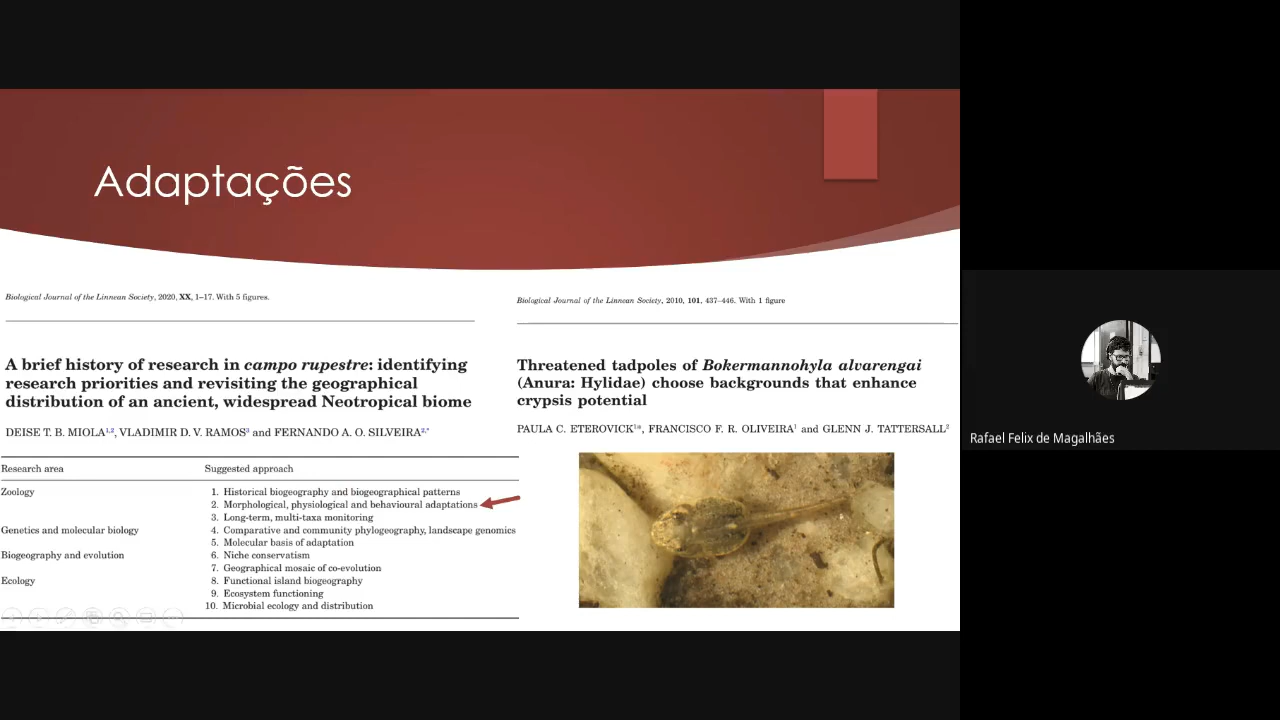 Adaptações
Biological Journal of the Linnean Society, 2020, XX, 1–17. With 5 figures.
A brief history of research in campo rupestre: identifying
research priorities and revisiting the geographical
distribution of an ancient, widespread Neotropical biome
DEISE T. B. MIOLA1,2, VLADIMIR D. V. RAMOS3 and FERNANDO A. O. SILVEIRA2,*
Research area Suggested approach
Zoology 1. Historical biogeography and biogeographical patterns
2. Morphological, physiological and behavioural adaptations
3. Long-term, multi-taxa monitoring
Genetics and molecular biology 4. Comparative and community phylogeography, landscape genomics
5. Molecular basis of adaptation
Biogeography and evolution 6. Niche conservatism
7. Geographical mosaic of co-evolution
Ecology 8. Functional island biogeography
9. Ecosystem functioning
10. Microbial ecology and distribution
Biological Journal of the Linnean Society, 2010, 101, 437–446. With 1 figure
Threatened tadpoles of Bokermannohyla alvarengai
(Anura: Hylidae) choose backgrounds that enhance
crypsis potential
PAULA C. ETEROVICK1*, FRANCISCO F. R. OLIVEIRA1 and GLENN J. TATTERSALL2
Rafael Felix de Magalhães